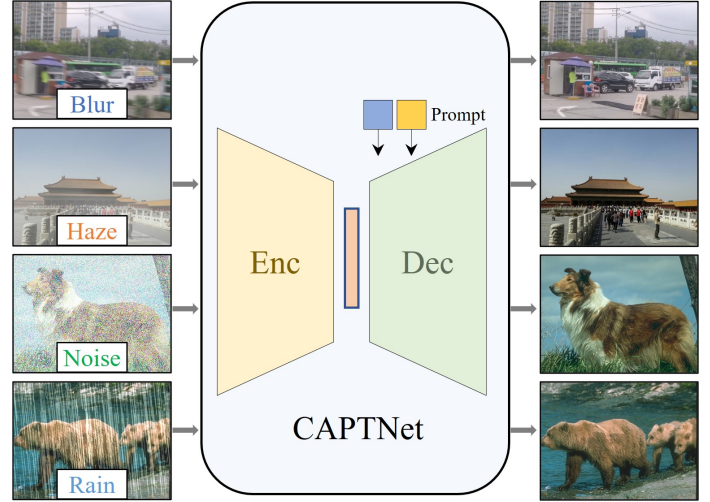 Blur
Prompt
Haze
Enc
Dec
Noise
CAPTNet
Rain